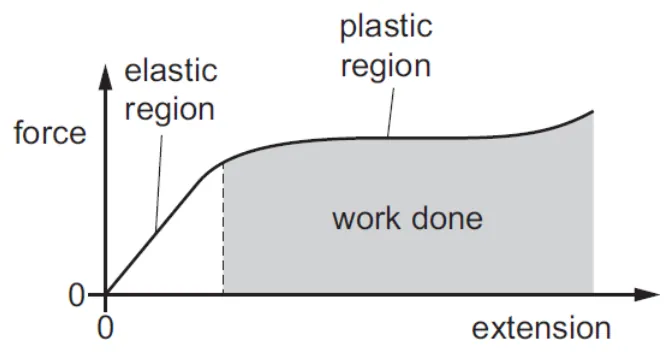 plastic
region
elastic
region
force
work done
0
0
extension